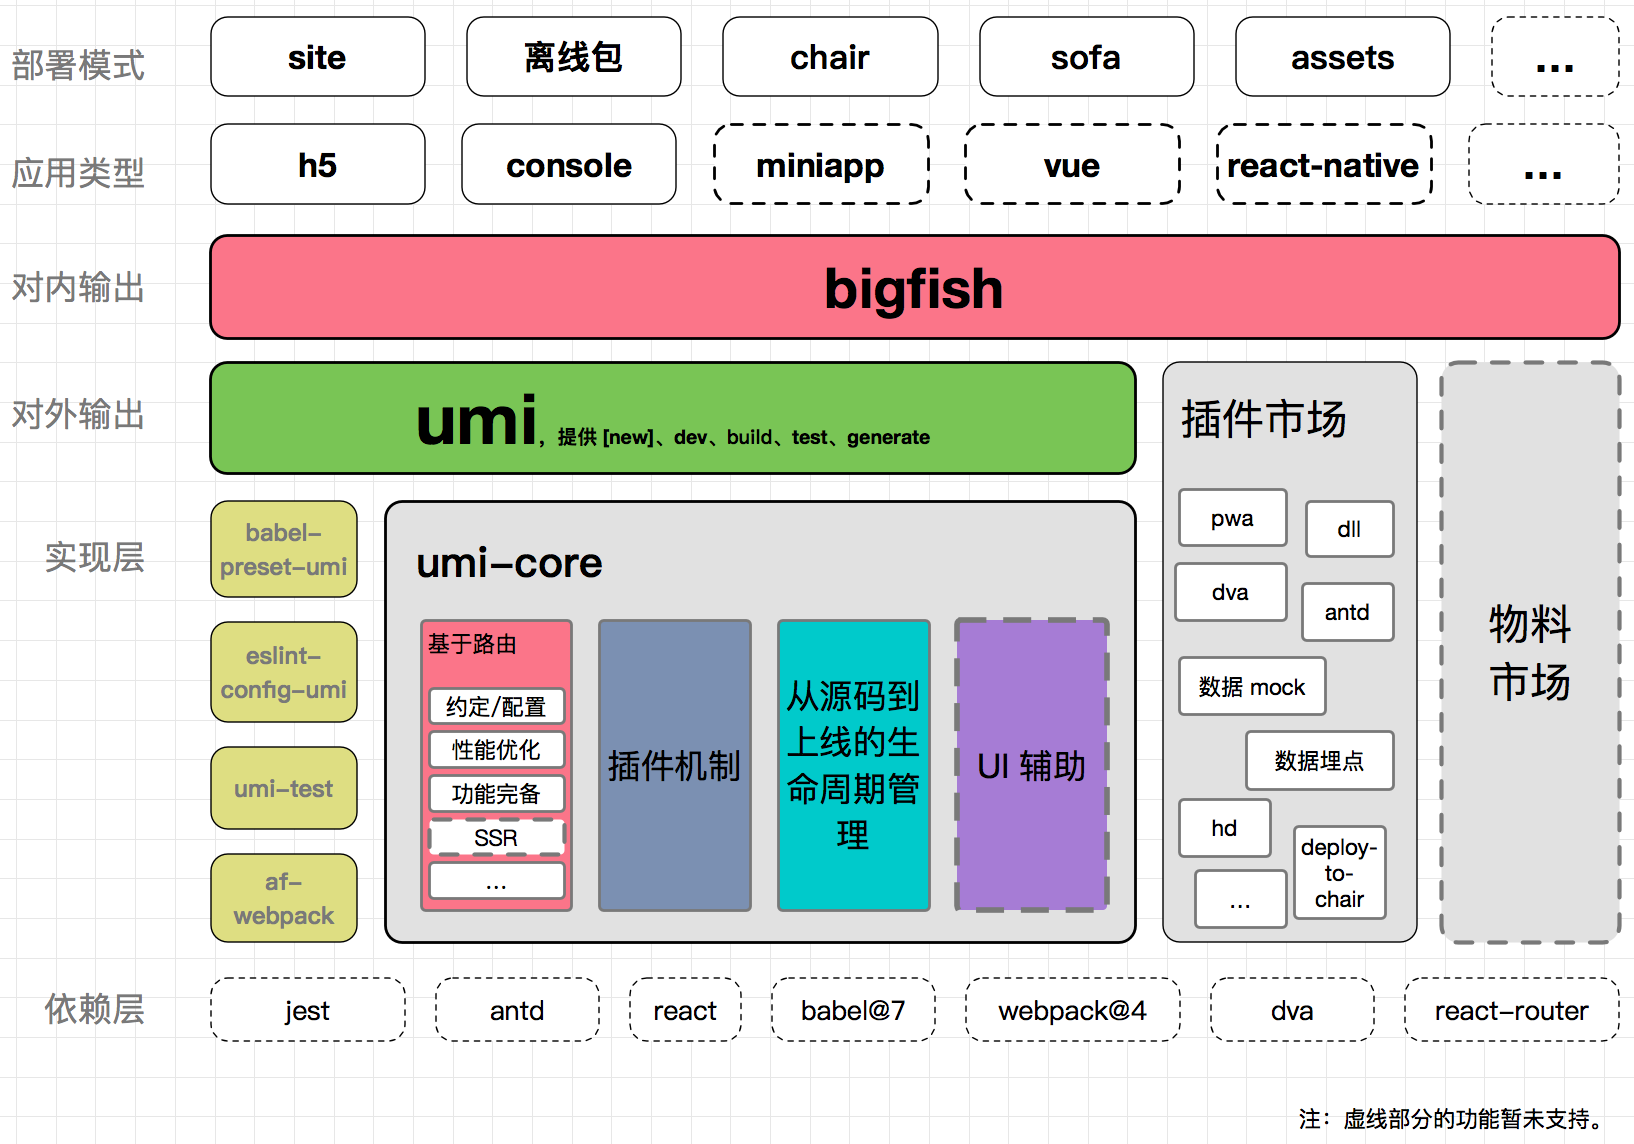 部署模式
site
离线包
chair
sofa
assets
...
应用类型
h5
console
miniapp
vue
react-native
...
对内输出
bigfish
对外输出
umi，提供 [new]、dev、build、test、generate
插件市场
pwa
dll
dva
antd
数据 mock
数据埋点
hd
deploy-
to-
chair
...
物料
市场
实现层
babel-
preset-umi
eslint-
config-umi
umi-test
af-
webpack
umi-core
基于路由
约定/配置
性能优化
功能完备
SSR
...
插件机制
从源码到
上线的生
命周期管
理
UI 辅助
依赖层
jest
antd
react
babel@7
webpack@4
dva
react-router
注：虚线部分的功能暂未支持。